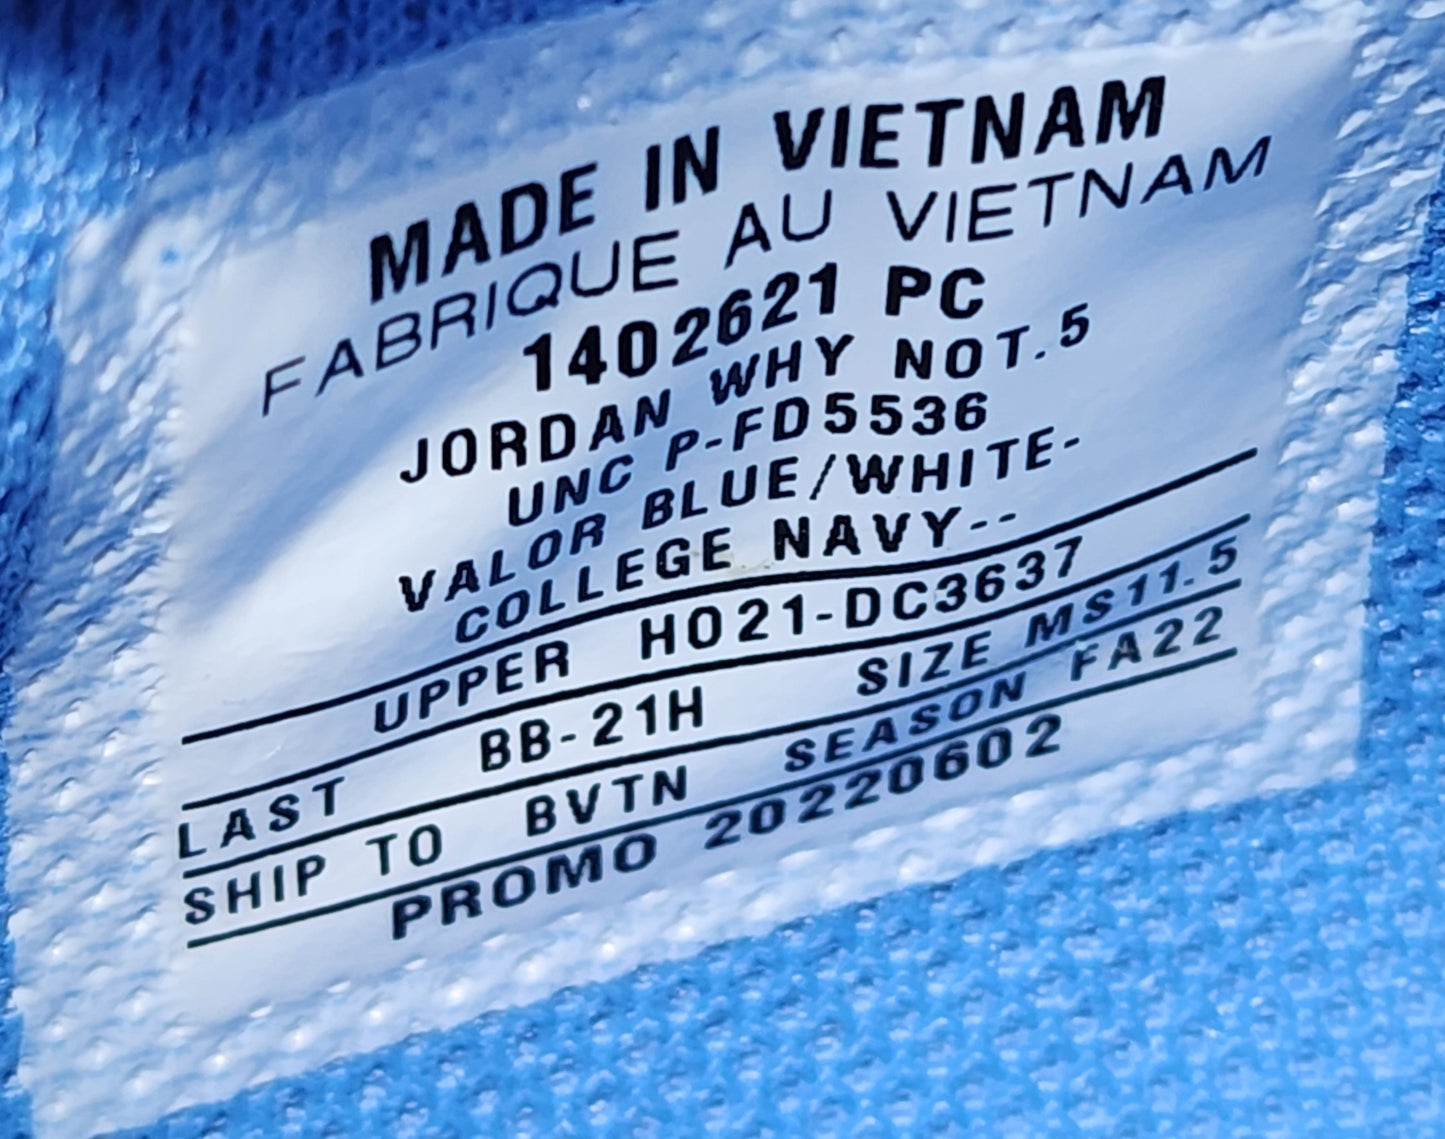 MADE IN VIETNAM
FABRIQUE AU VIETNAM
1402621 PC
JORDAN WHY NOT.5
UNC P-FD5536
VALOR BLUE/WHITE-
COLLEGE NAVY--
UPPER HO21-DC3637
LAST BB-21H SIZE MS11.5
SHIP TO BVTN SEASON FA22
PROMO 20220602